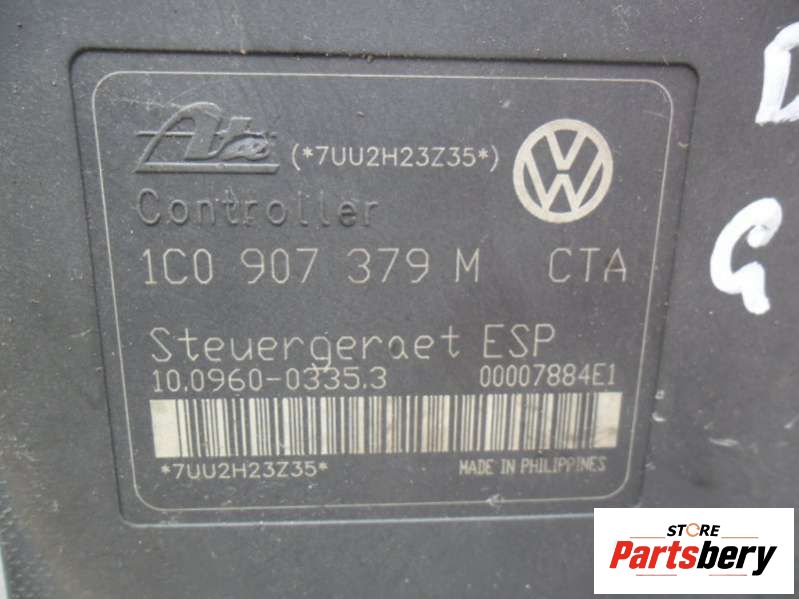 Ate (*7UU2H23Z35*)
Controller
1C0 907 379 M CTA
Steuergeraet ESP
10.0960-0335.3 00007884E1
*7UU2H23Z35* MADE IN PHILIPPINES
D
G
STORE
Partsbery